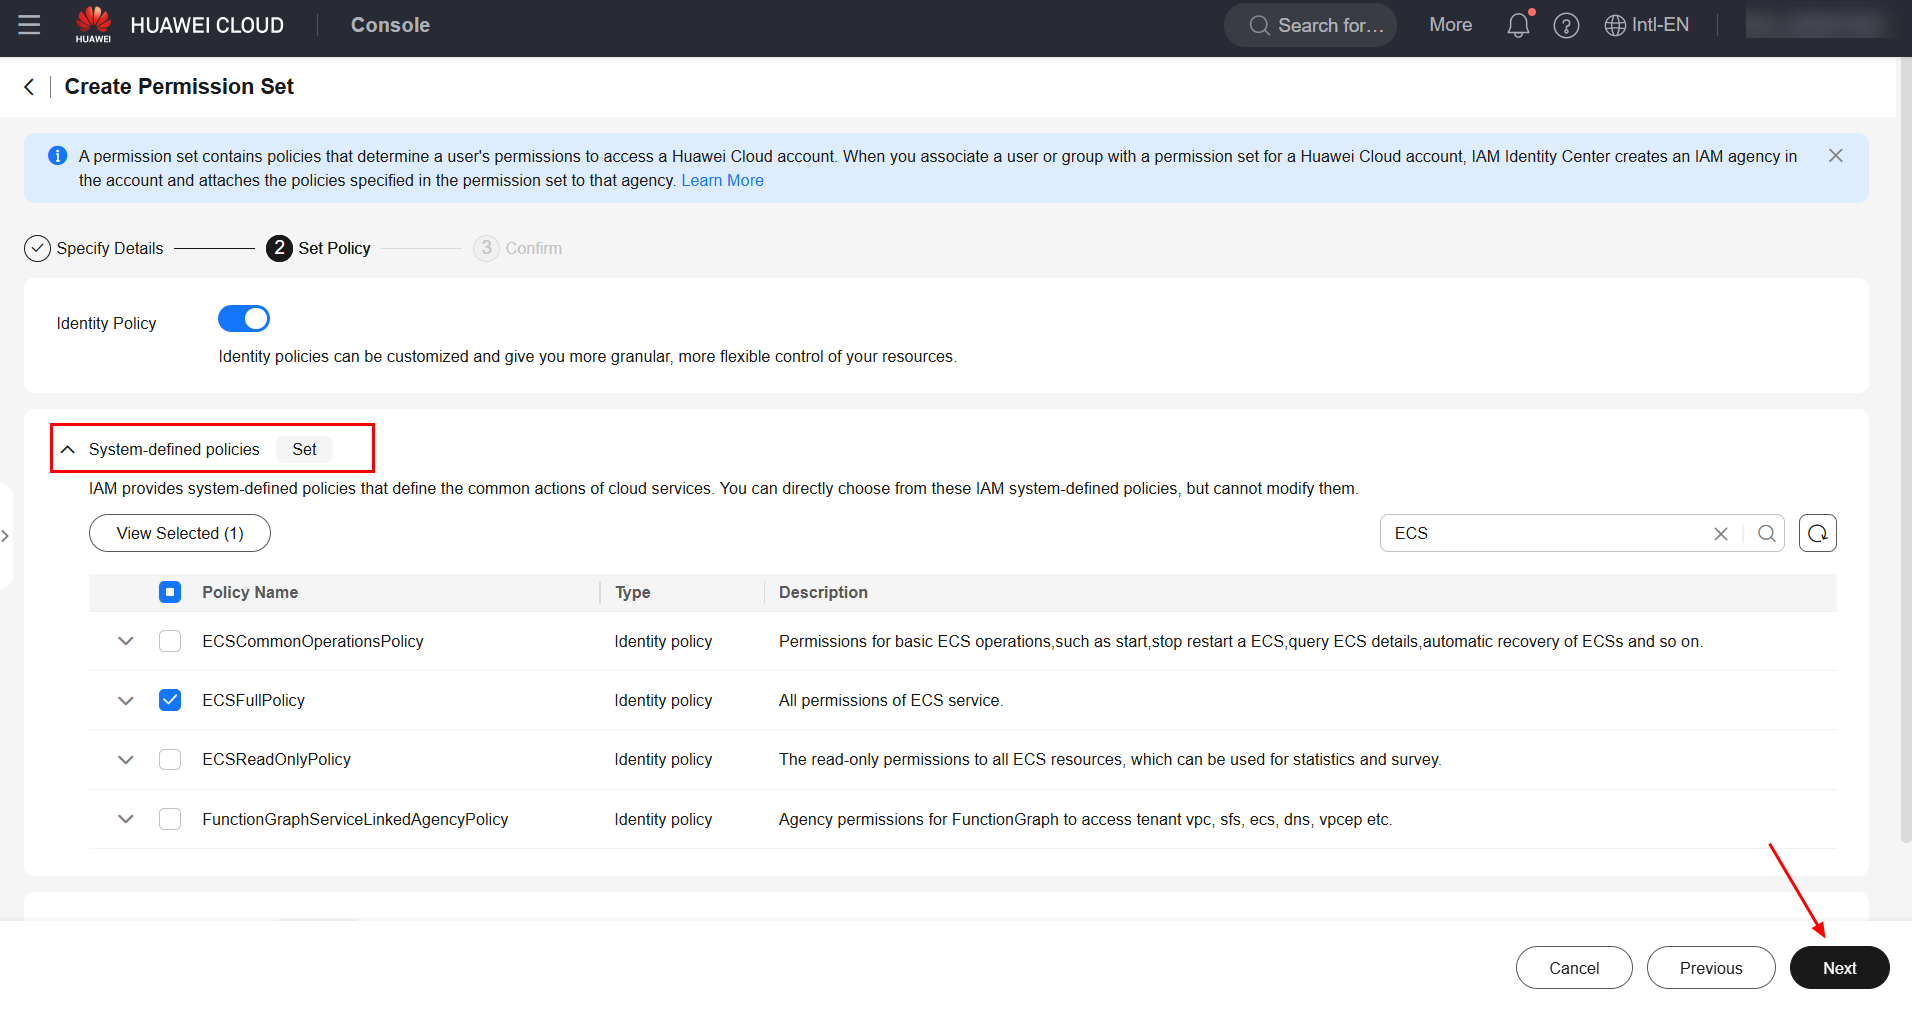 HUAWEI
HUAWEI CLOUD
Console
Search for...
More
Intl-EN
Create Permission Set
A permission set contains policies that determine a user's permissions to access a Huawei Cloud account. When you associate a user or group with a permission set for a Huawei Cloud account, IAM Identity Center creates an IAM agency in
the account and attaches the policies specified in the permission set to that agency. Learn More
Specify Details
2 Set Policy
3 Confirm
Identity Policy
Identity policies can be customized and give you more granular, more flexible control of your resources.
System-defined policies Set
IAM provides system-defined policies that define the common actions of cloud services. You can directly choose from these IAM system-defined policies, but cannot modify them.
View Selected (1)
ECS
Policy Name Type Description
ECSCommonOperationsPolicy Identity policy Permissions for basic ECS operations,such as start,stop restart a ECS,query ECS details,automatic recovery of ECSs and so on.
ECSFullPolicy Identity policy All permissions of ECS service.
ECSReadOnlyPolicy Identity policy The read-only permissions to all ECS resources, which can be used for statistics and survey.
FunctionGraphServiceLinkedAgencyPolicy Identity policy Agency permissions for FunctionGraph to access tenant vpc, sfs, ecs, dns, vpcep etc.
Cancel
Previous
Next